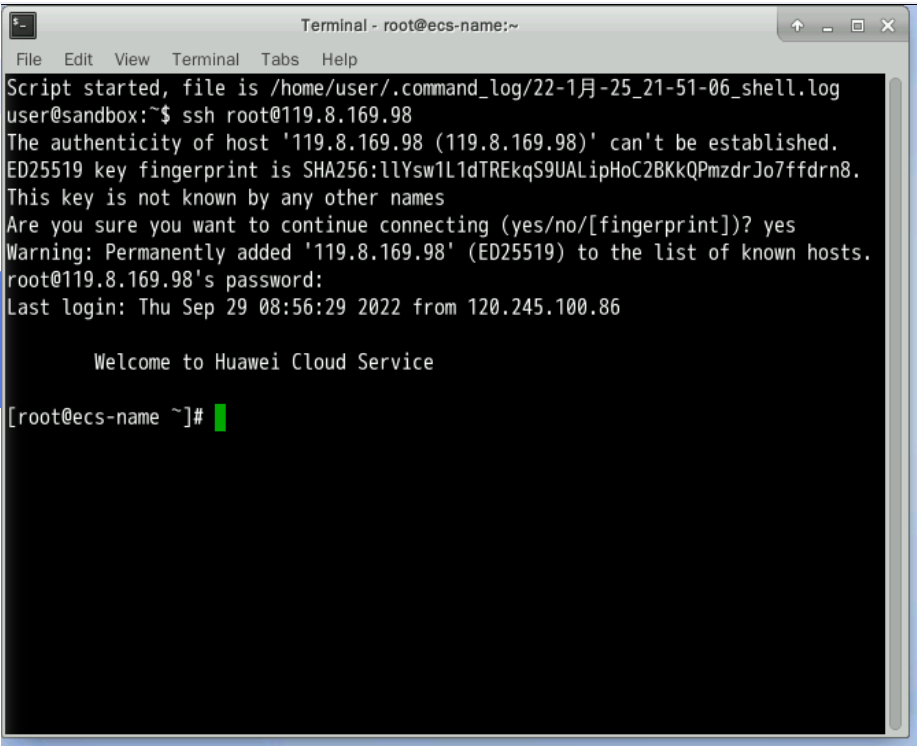 Terminal - root@ecs-name:~
File Edit View Terminal Tabs Help
Script started, file is /home/user/.command_log/22-1月-25_21-51-06_shell.log
user@sandbox:~$ ssh root@119.8.169.98
The authenticity of host '119.8.169.98 (119.8.169.98)' can't be established.
ED25519 key fingerprint is SHA256:llYsw1L1dTREkqS9UALipHoC2BKkQPmzdrJo7ffdrn8.
This key is not known by any other names
Are you sure you want to continue connecting (yes/no/[fingerprint])? yes
Warning: Permanently added '119.8.169.98' (ED25519) to the list of known hosts.
root@119.8.169.98's password:
Last login: Thu Sep 29 08:56:29 2022 from 120.245.100.86
Welcome to Huawei Cloud Service
[root@ecs-name ~]#